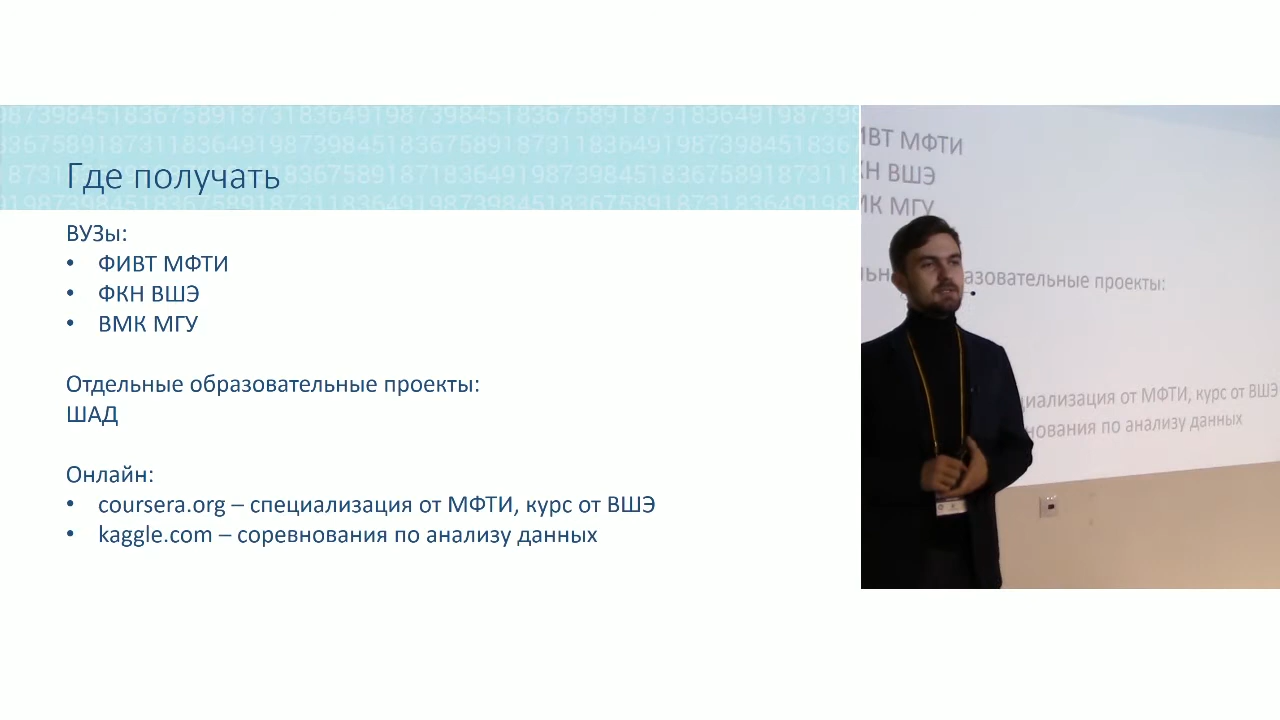 Где получать
ВУЗы:
• ФИВТ МФТИ
• ФКН ВШЭ
• ВМК МГУ
Отдельные образовательные проекты:
ШАД
Онлайн:
• coursera.org – специализация от МФТИ, курс от ВШЭ
• kaggle.com – соревнования по анализу данных
ИВТ МФТИ
КН ВШЭ
МК МГУ
азовательные проекты:
циализация от МФТИ, курс от ВШЭ
нования по анализу данных